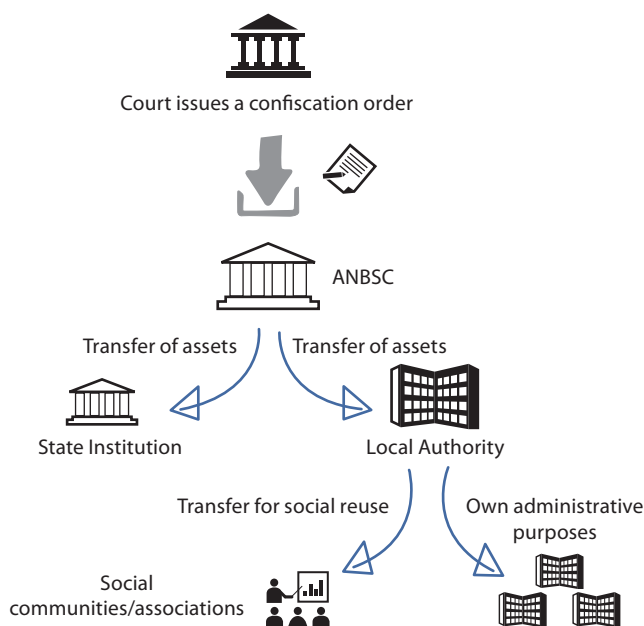 Court issues a confiscation order
ANBSC
Transfer of assets
Transfer of assets
State Institution
Local Authority
Transfer for social reuse
Own administrative
purposes
Social
communities/associations